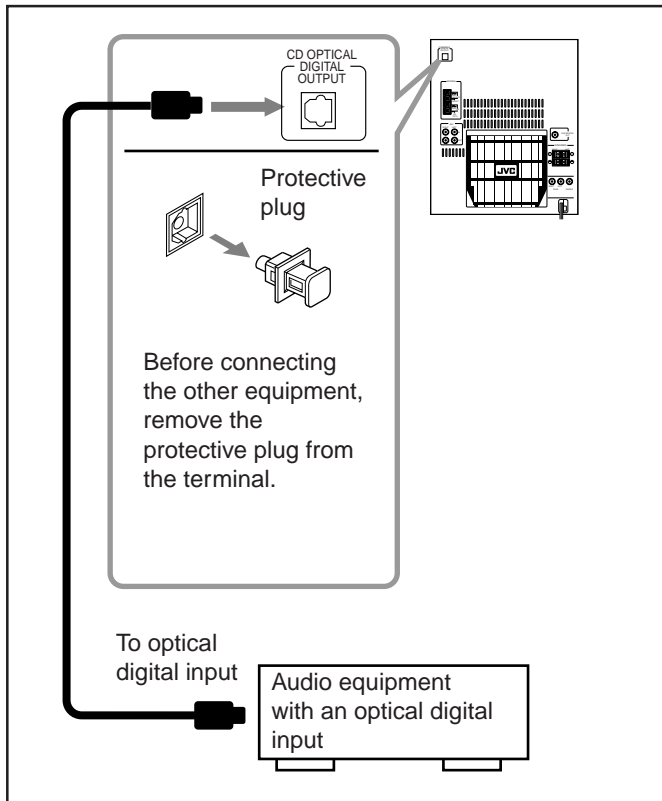 CD OPTICAL
DIGITAL
OUTPUT
JVC
Protective
plug
Before connecting
the other equipment,
remove the
protective plug from
the terminal.
To optical
digital input
Audio equipment
with an optical digital
input